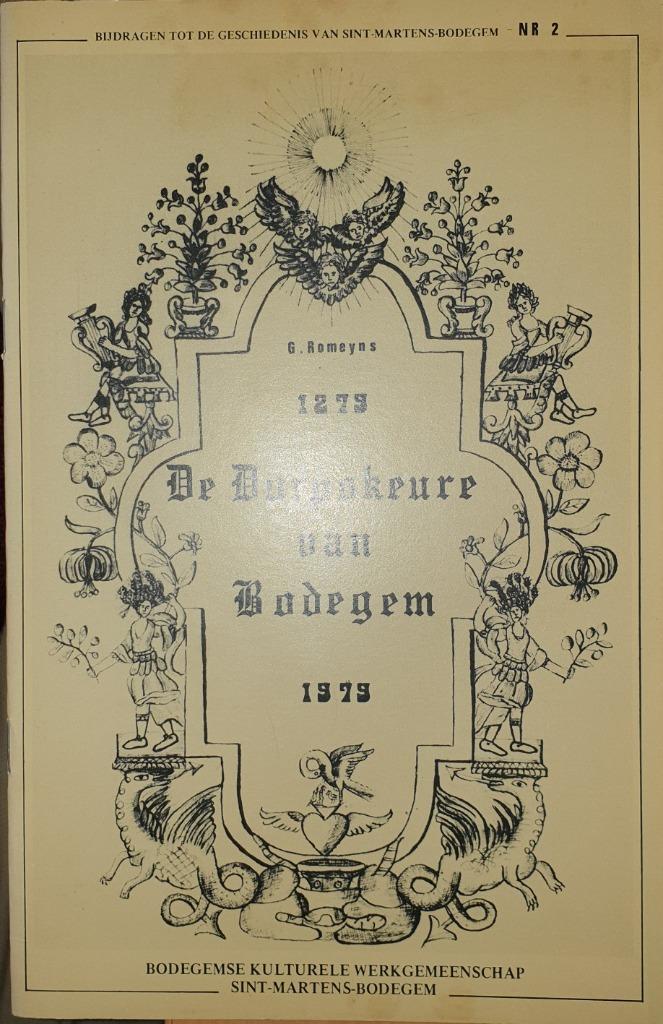 BIJDRAGEN TOT DE GESCHIEDENIS VAN SINT-MARTENS-BODEGEM - NR 2
G. Romeyns
1279
De Dorpskeure
van
Bodegem
1979
BODEGEMSE KULTURELE WERKGEMEENSCHAP
SINT-MARTENS-BODEGEM